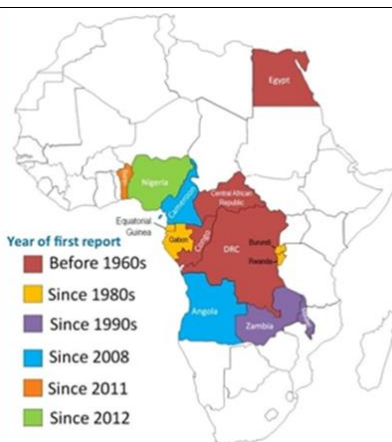 Egypt
Nigeria
Cameroon
Central African
Republic
Equatorial
Guinea
Gabon
Congo
DRC
Burundi
Rwanda
Angola
Zambia
Year of first report
Before 1960s
Since 1980s
Since 1990s
Since 2008
Since 2011
Since 2012